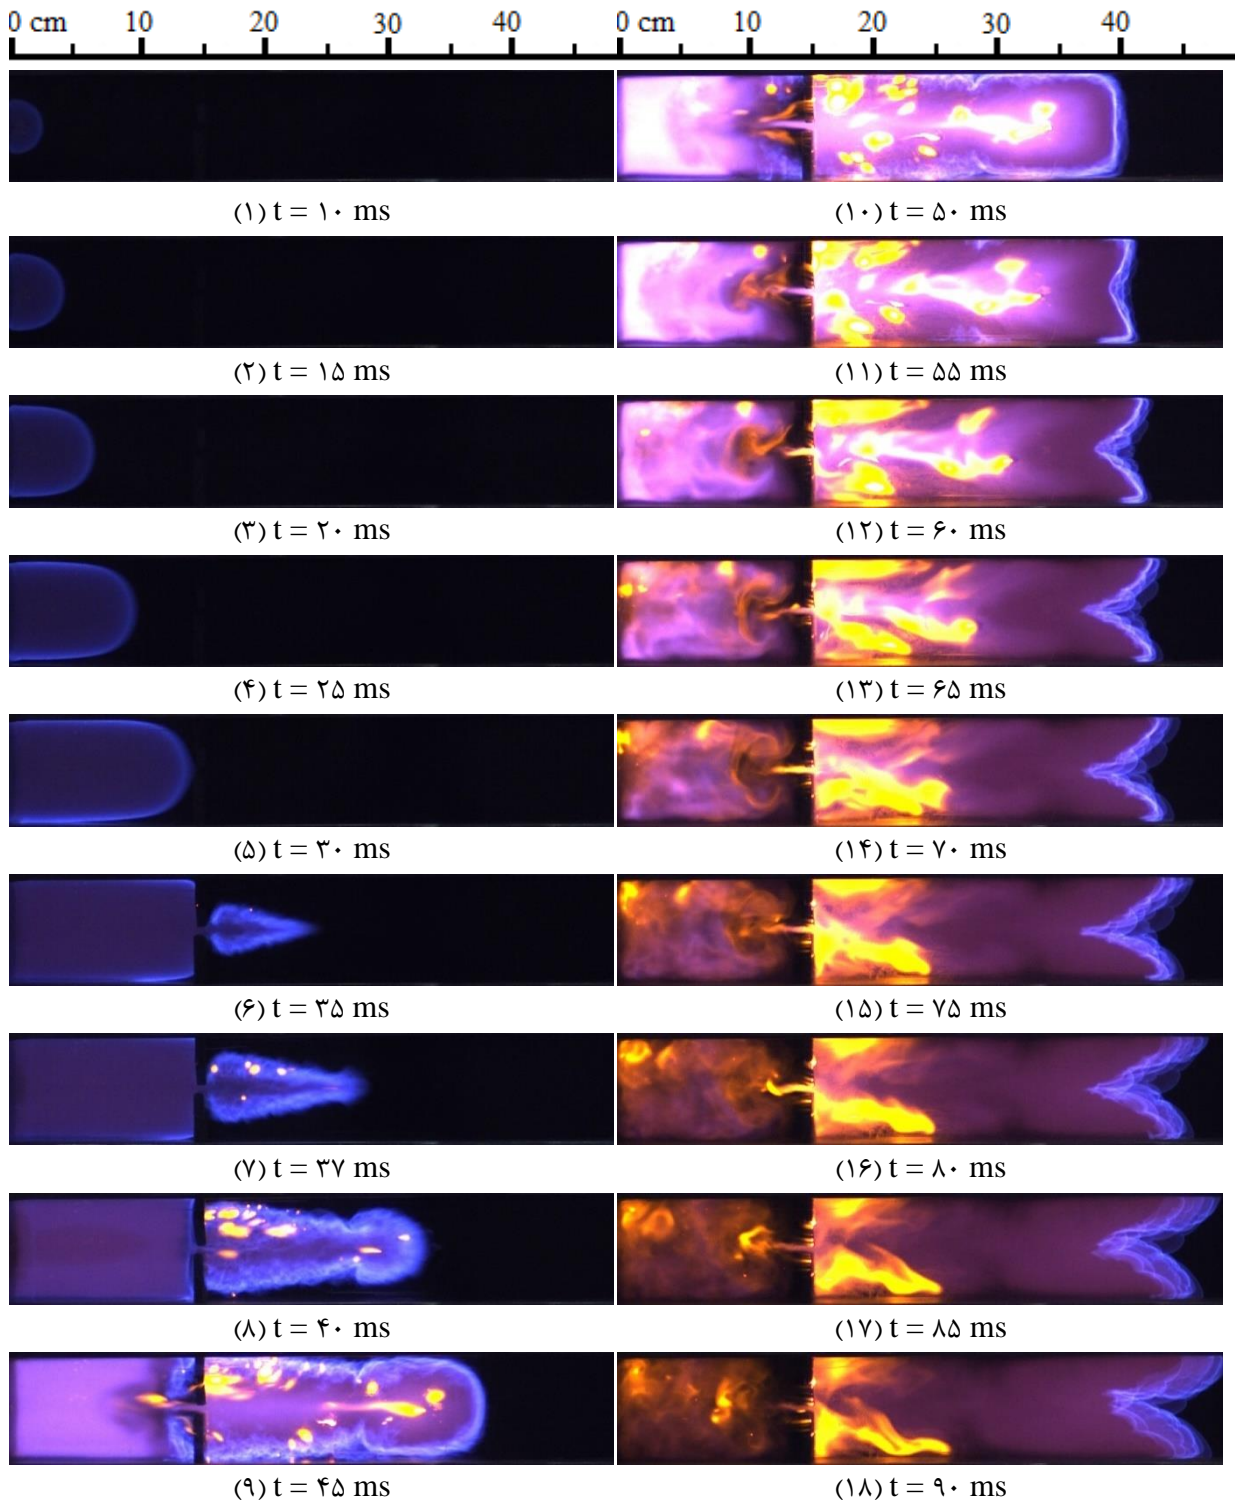 0 cm 10 20 30 40
0 cm 10 20 30 40
(۱) t = ۱۰ ms
(۲) t = ۱۵ ms
(۳) t = ۲۰ ms
(۴) t = ۲۵ ms
(۵) t = ۳۰ ms
(۶) t = ۳۵ ms
(۷) t = ۳۷ ms
(۸) t = ۴۰ ms
(۹) t = ۴۵ ms
(۱۰) t = ۵۰ ms
(۱۱) t = ۵۵ ms
(۱۲) t = ۶۰ ms
(۱۳) t = ۶۵ ms
(۱۴) t = ۷۰ ms
(۱۵) t = ۷۵ ms
(۱۶) t = ۸۰ ms
(۱۷) t = ۸۵ ms
(۱۸) t = ۹۰ ms